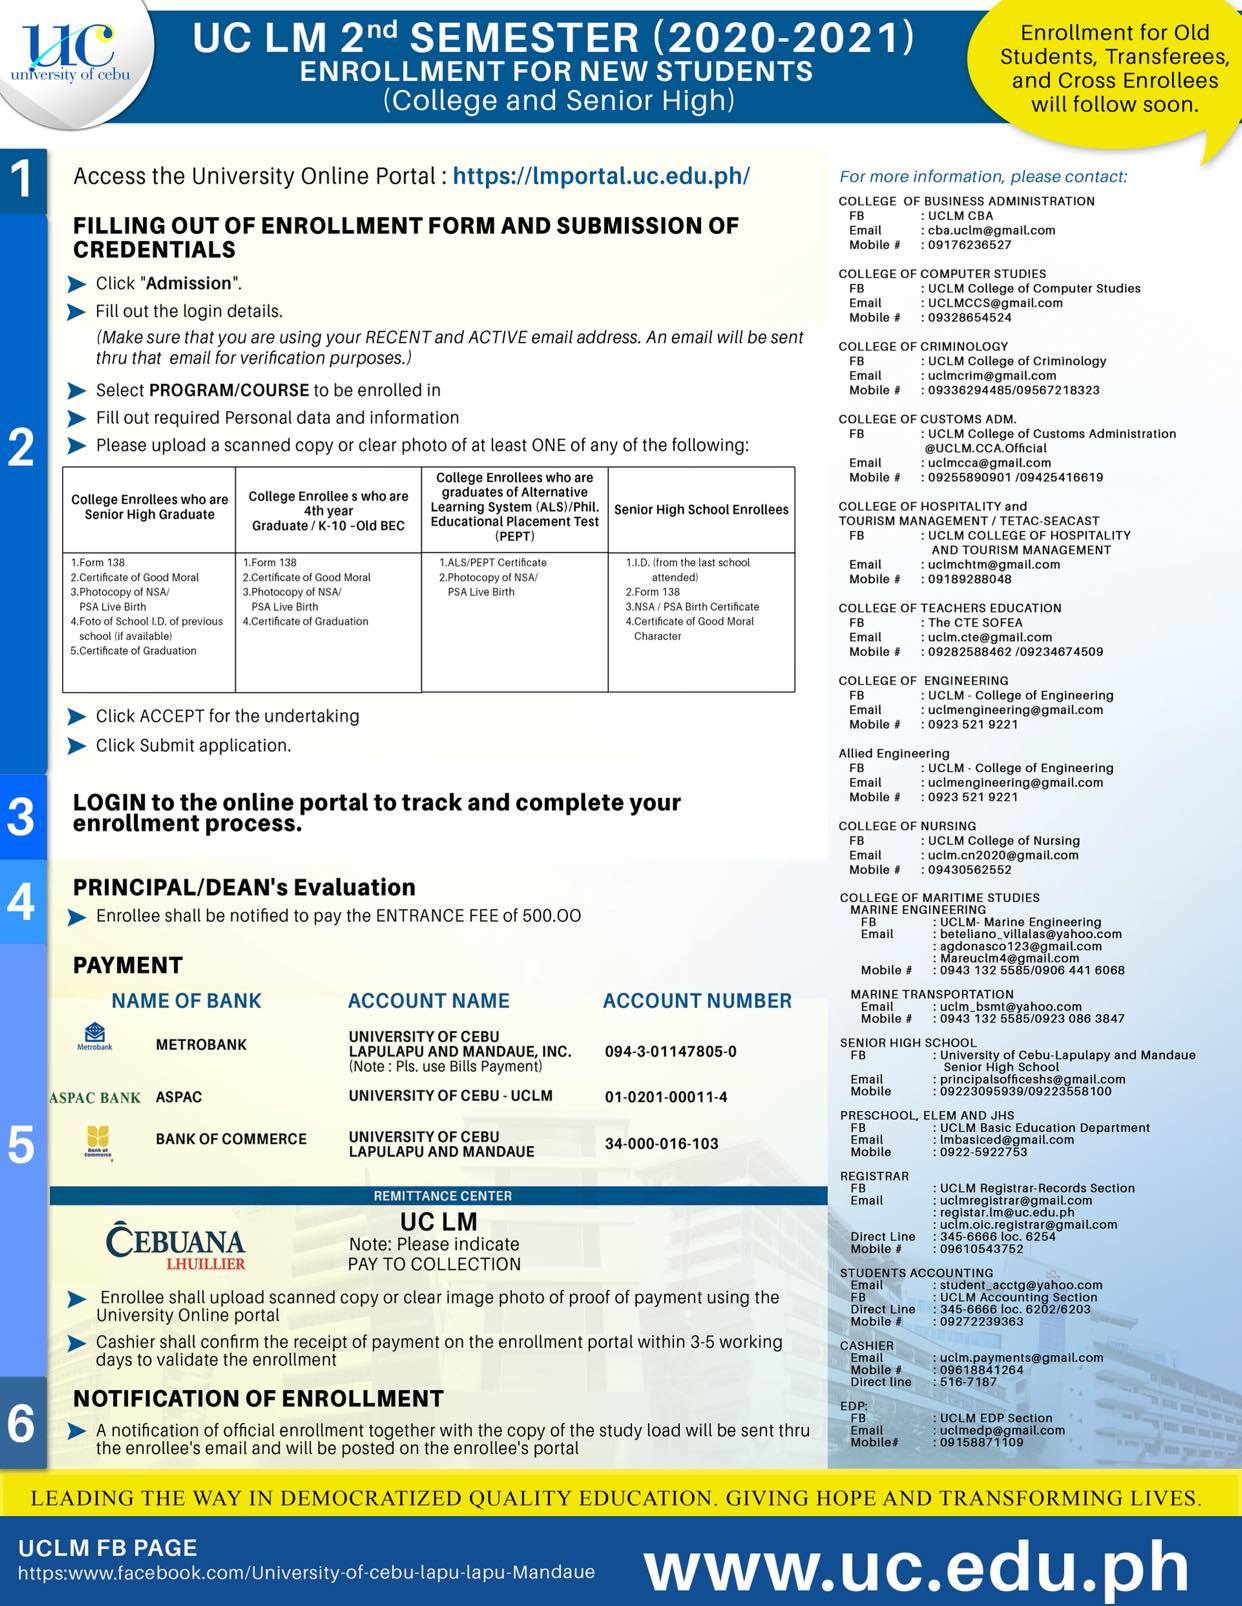 UC
university of cebu
UC LM 2nd SEMESTER (2020-2021)
ENROLLMENT FOR NEW STUDENTS
(College and Senior High)
Enrollment for Old
Students, Transferees,
and Cross Enrollees
will follow soon.
1
Access the University Online Portal : https://lmportal.uc.edu.ph/
2
FILLING OUT OF ENROLLMENT FORM AND SUBMISSION OF
CREDENTIALS
Click "Admission".
Fill out the login details.
(Make sure that you are using your RECENT and ACTIVE email address. An email will be sent
thru that email for verification purposes.)
Select PROGRAM/COURSE to be enrolled in
Fill out required Personal data and information
Please upload a scanned copy or clear photo of at least ONE of any of the following:
College Enrollees who are
Senior High Graduate
1.Form 138
2.Certificate of Good Moral
3.Photocopy of NSA/
PSA Live Birth
4.Foto of School I.D. of previous
school (if available)
5.Certificate of Graduation
College Enrollee s who are
4th year
Graduate / K-10 -Old BEC
1.Form 138
2.Certificate of Good Moral
3.Photocopy of NSA/
PSA Live Birth
4.Certificate of Graduation
College Enrollees who are
graduates of Alternative
Learning System (ALS)/Phil.
Educational Placement Test
(PEPT)
1.ALS/PEPT Certificate
2.Photocopy of NSA/
PSA Live Birth
Senior High School Enrollees
1.I.D. (from the last school
attended)
2.Form 138
3.NSA / PSA Birth Certificate
4.Certificate of Good Moral
Character
Click ACCEPT for the undertaking
Click Submit application.
3
LOGIN to the online portal to track and complete your
enrollment process.
4
PRINCIPAL/DEAN's Evaluation
Enrollee shall be notified to pay the ENTRANCE FEE of 500.OO
5
PAYMENT
NAME OF BANK ACCOUNT NAME ACCOUNT NUMBER
Metrobank
METROBANK
UNIVERSITY OF CEBU
LAPULAPU AND MANDAUE, INC.
(Note : Pls. use Bills Payment)
094-3-01147805-0
ASPAC BANK
ASPAC
UNIVERSITY OF CEBU - UCLM
01-0201-00011-4
Bank of
Commerce
BANK OF COMMERCE
UNIVERSITY OF CEBU
LAPULAPU AND MANDAUE
34-000-016-103
REMITTANCE CENTER
CEBUANA
LHUILLIER
UC LM
Note: Please indicate
PAY TO COLLECTION
Enrollee shall upload scanned copy or clear image photo of proof of payment using the
University Online portal
Cashier shall confirm the receipt of payment on the enrollment portal within 3-5 working
days to validate the enrollment
6
NOTIFICATION OF ENROLLMENT
A notification of official enrollment together with the copy of the study load will be sent thru
the enrollee's email and will be posted on the enrollee's portal
For more information, please contact:
COLLEGE OF BUSINESS ADMINISTRATION
FB : UCLM CBA
Email : cba.uclm@gmail.com
Mobile # : 09176236527
COLLEGE OF COMPUTER STUDIES
FB : UCLM College of Computer Studies
Email : UCLMCCS@gmail.com
Mobile # : 09328654524
COLLEGE OF CRIMINOLOGY
FB : UCLM College of Criminology
Email : uclmcrim@gmail.com
Mobile # : 09336294485/09567218323
COLLEGE OF CUSTOMS ADM.
FB : UCLM College of Customs Administration
@UCLM.CCA.Official
Email : uclmcca@gmail.com
Mobile # : 09255890901 /09425416619
COLLEGE OF HOSPITALITY and
TOURISM MANAGEMENT / TETAC-SEACAST
FB : UCLM COLLEGE OF HOSPITALITY
AND TOURISM MANAGEMENT
Email : uclmchtm@gmail.com
Mobile # : 09189288048
COLLEGE OF TEACHERS EDUCATION
FB : The CTE SOFEA
Email : uclm.cte@gmail.com
Mobile # : 09282588462 /09234674509
COLLEGE OF ENGINEERING
FB : UCLM - College of Engineering
Email : uclmengineering@gmail.com
Mobile # : 0923 521 9221
Allied Engineering
FB : UCLM - College of Engineering
Email : uclmengineering@gmail.com
Mobile # : 0923 521 9221
COLLEGE OF NURSING
FB : UCLM College of Nursing
Email : uclm.cn2020@gmail.com
Mobile # : 09430562552
COLLEGE OF MARITIME STUDIES
MARINE ENGINEERING
FB : UCLM- Marine Engineering
Email : beteliano_villalas@yahoo.com
: agdonasco123@gmail.com
: Mareuclm4@gmail.com
Mobile # : 0943 132 5585/0906 441 6068
MARINE TRANSPORTATION
Email : uclm_bsmt@yahoo.com
Mobile # : 0943 132 5585/0923 086 3847
SENIOR HIGH SCHOOL
FB : University of Cebu-Lapulapu and Mandaue
Senior High School
Email : principalsofficeshs@gmail.com
Mobile : 09223095939/09223558100
PRESCHOOL, ELEM AND JHS
FB : UCLM Basic Education Department
Email : lmbasiced@gmail.com
Mobile : 0922-5922753
REGISTRAR
FB : UCLM Registrar-Records Section
Email : uclmregistrar@gmail.com
: registar.lm@uc.edu.ph
: uclm.oic.registrar@gmail.com
Direct Line : 345-6666 loc. 6254
Mobile # : 09610543752
STUDENTS ACCOUNTING
Email : student_acctg@yahoo.com
FB : UCLM Accounting Section
Direct Line : 345-6666 loc. 6202/6203
Mobile # : 09272239363
CASHIER
Email : uclm.payments@gmail.com
Mobile # : 09618841264
Direct line : 516-7187
EDP:
FB : UCLM EDP Section
Email : uclmedp@gmail.com
Mobile# : 09158871109
LEADING THE WAY IN DEMOCRATIZED QUALITY EDUCATION. GIVING HOPE AND TRANSFORMING LIVES.
UCLM FB PAGE
https:www.facebook.com/University-of-cebu-lapu-lapu-Mandaue
www.uc.edu.ph